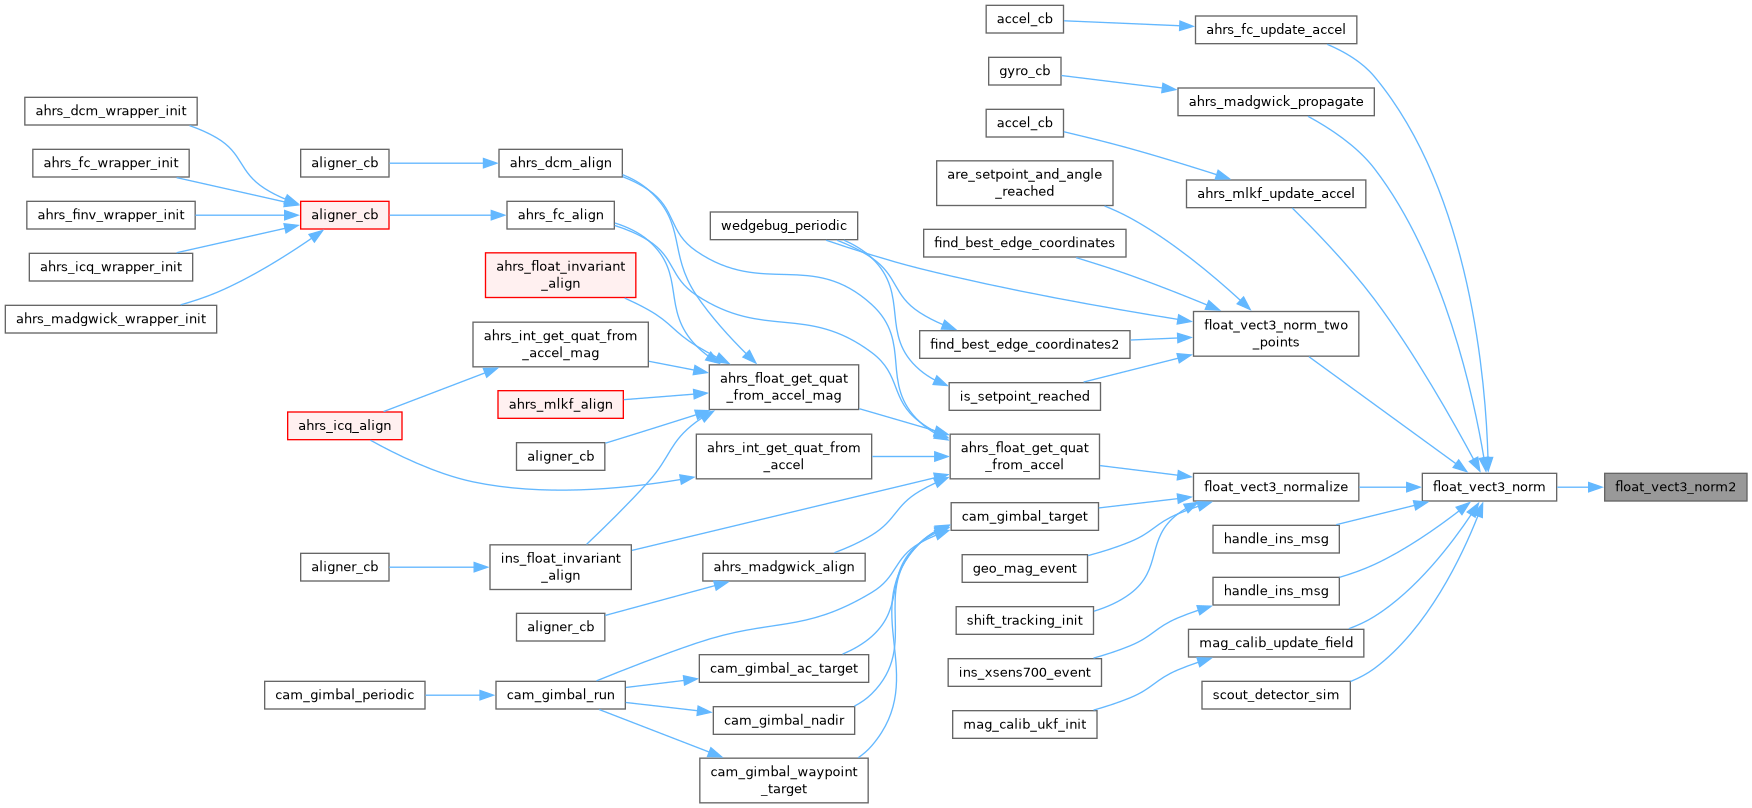 accel_cb
ahrs_fc_update_accel
gyro_cb
ahrs_madgwick_propagate
ahrs_dcm_wrapper_init
accel_cb
ahrs_fc_wrapper_init
aligner_cb
ahrs_dcm_align
are_setpoint_and_angle
_reached
ahrs_mlkf_update_accel
ahrs_finv_wrapper_init
aligner_cb
ahrs_fc_align
wedgebug_periodic
find_best_edge_coordinates
ahrs_icq_wrapper_init
ahrs_float_invariant
_align
ahrs_madgwick_wrapper_init
float_vect3_norm_two
_points
ahrs_int_get_quat_from
_accel_mag
find_best_edge_coordinates2
ahrs_float_get_quat
_from_accel_mag
is_setpoint_reached
ahrs_mlkf_align
ahrs_icq_align
aligner_cb
ahrs_int_get_quat_from
_accel
ahrs_float_get_quat
_from_accel
float_vect3_normalize
float_vect3_norm
float_vect3_norm2
cam_gimbal_target
handle_ins_msg
aligner_cb
ins_float_invariant
_align
ahrs_madgwick_align
geo_mag_event
handle_ins_msg
aligner_cb
shift_tracking_init
mag_calib_update_field
cam_gimbal_ac_target
ins_xsens700_event
cam_gimbal_periodic
cam_gimbal_run
scout_detector_sim
cam_gimbal_nadir
mag_calib_ukf_init
cam_gimbal_waypoint
_target